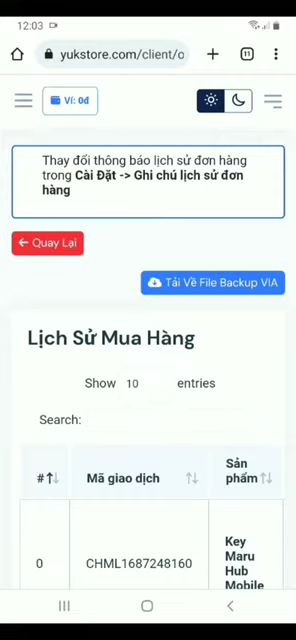 12:03
yukstore.com/client/o
11
Ví: 0đ
Thay đổi thông báo lịch sử đơn hàng
trong Cài Đặt -> Ghi chú lịch sử đơn
hàng
Quay Lại
Tải Về File Backup VIA
Lịch Sử Mua Hàng
Show 10 entries
Search:
# Mã giao dịch Sản
phẩm
0 CHML1687248160 Key
Maru
Hub
Mobile